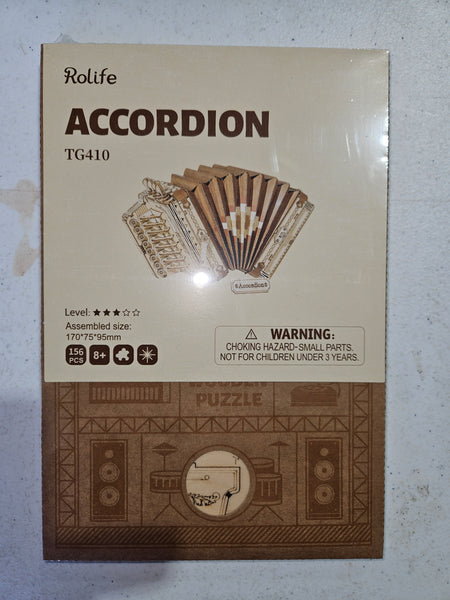 Rolife
ACCORDION
TG410
Accordion
Level: ★★★☆☆
Assembled size:
170*75*95mm
156
PCS
8+
⚠ WARNING:
CHOKING HAZARD-SMALL PARTS.
NOT FOR CHILDREN UNDER 3 YEARS.
WOODEN
PUZZLE